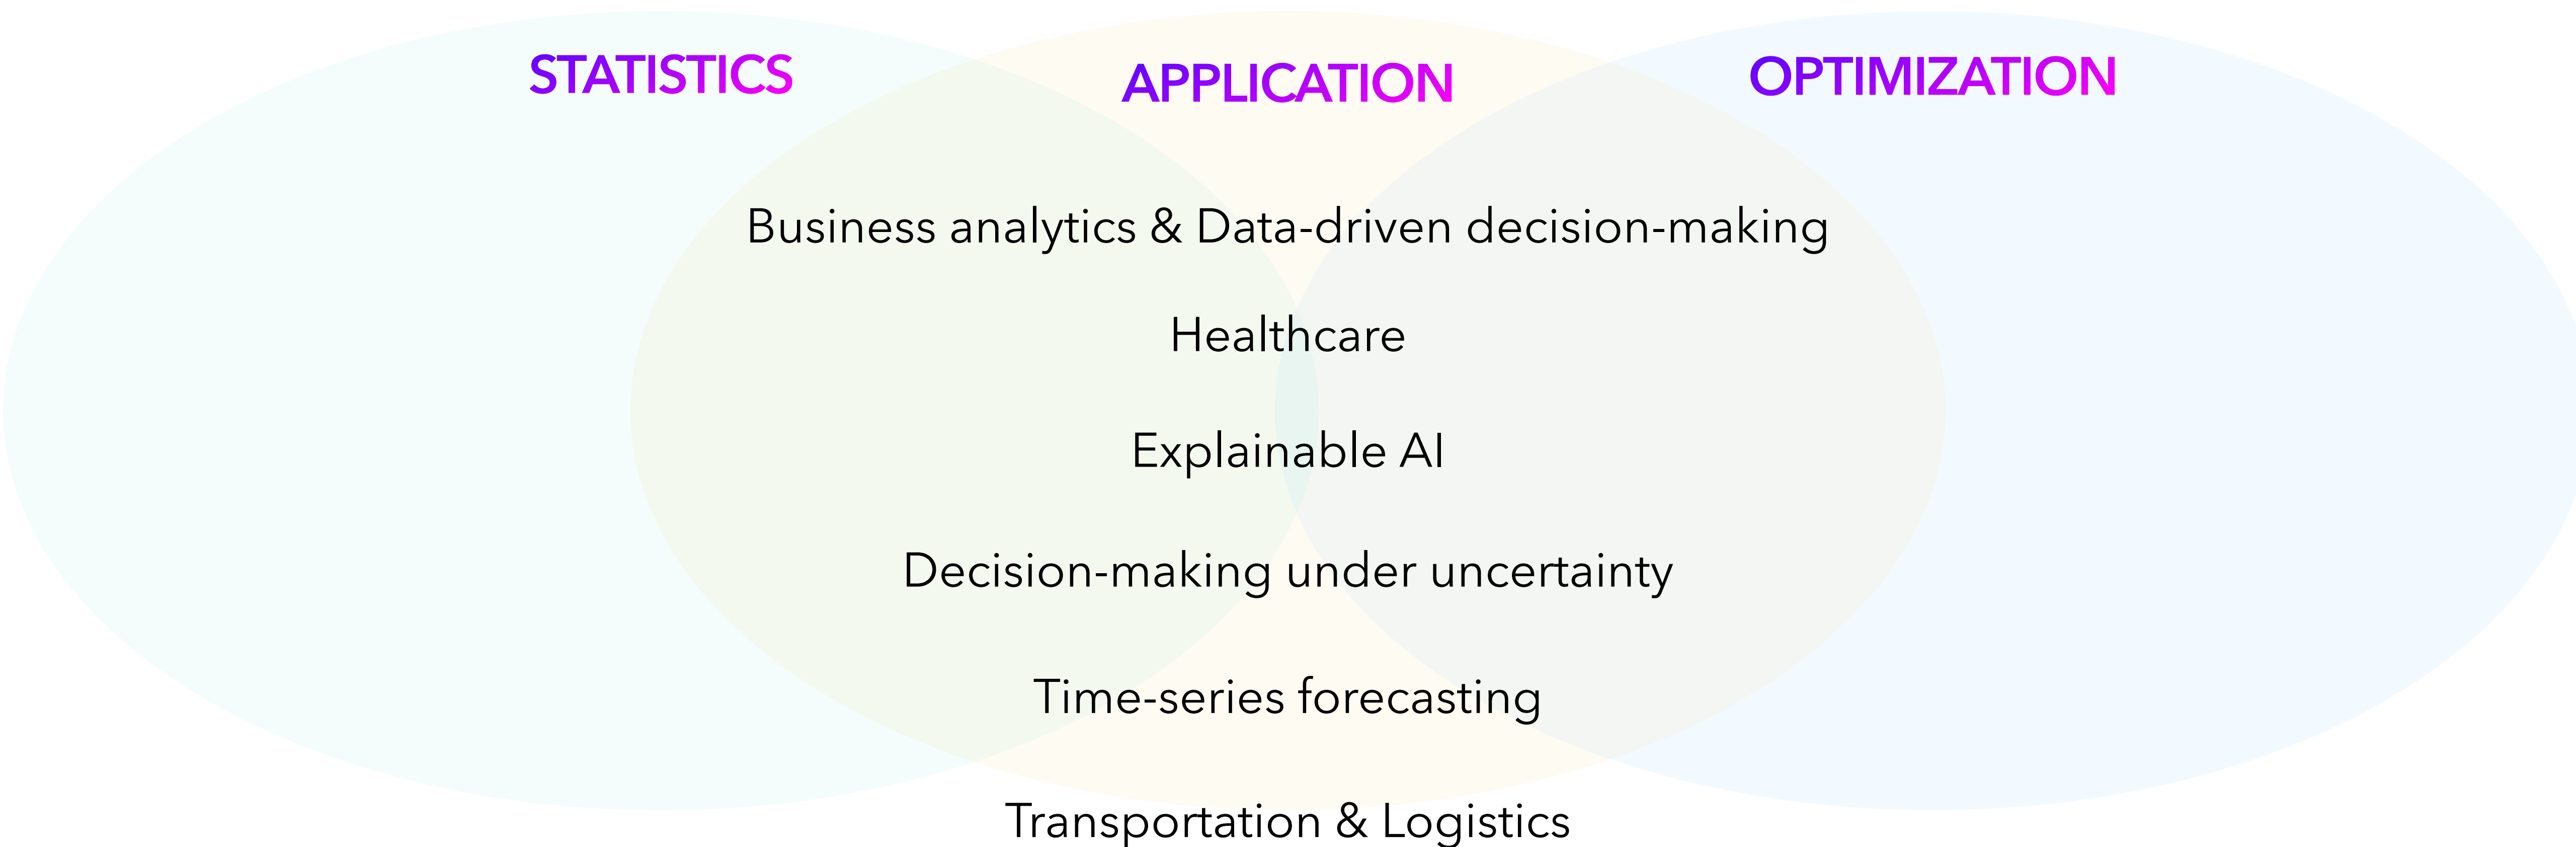 STATISTICS
APPLICATION
OPTIMIZATION
Business analytics & Data-driven decision-making
Healthcare
Explainable AI
Decision-making under uncertainty
Time-series forecasting
Transportation & Logistics